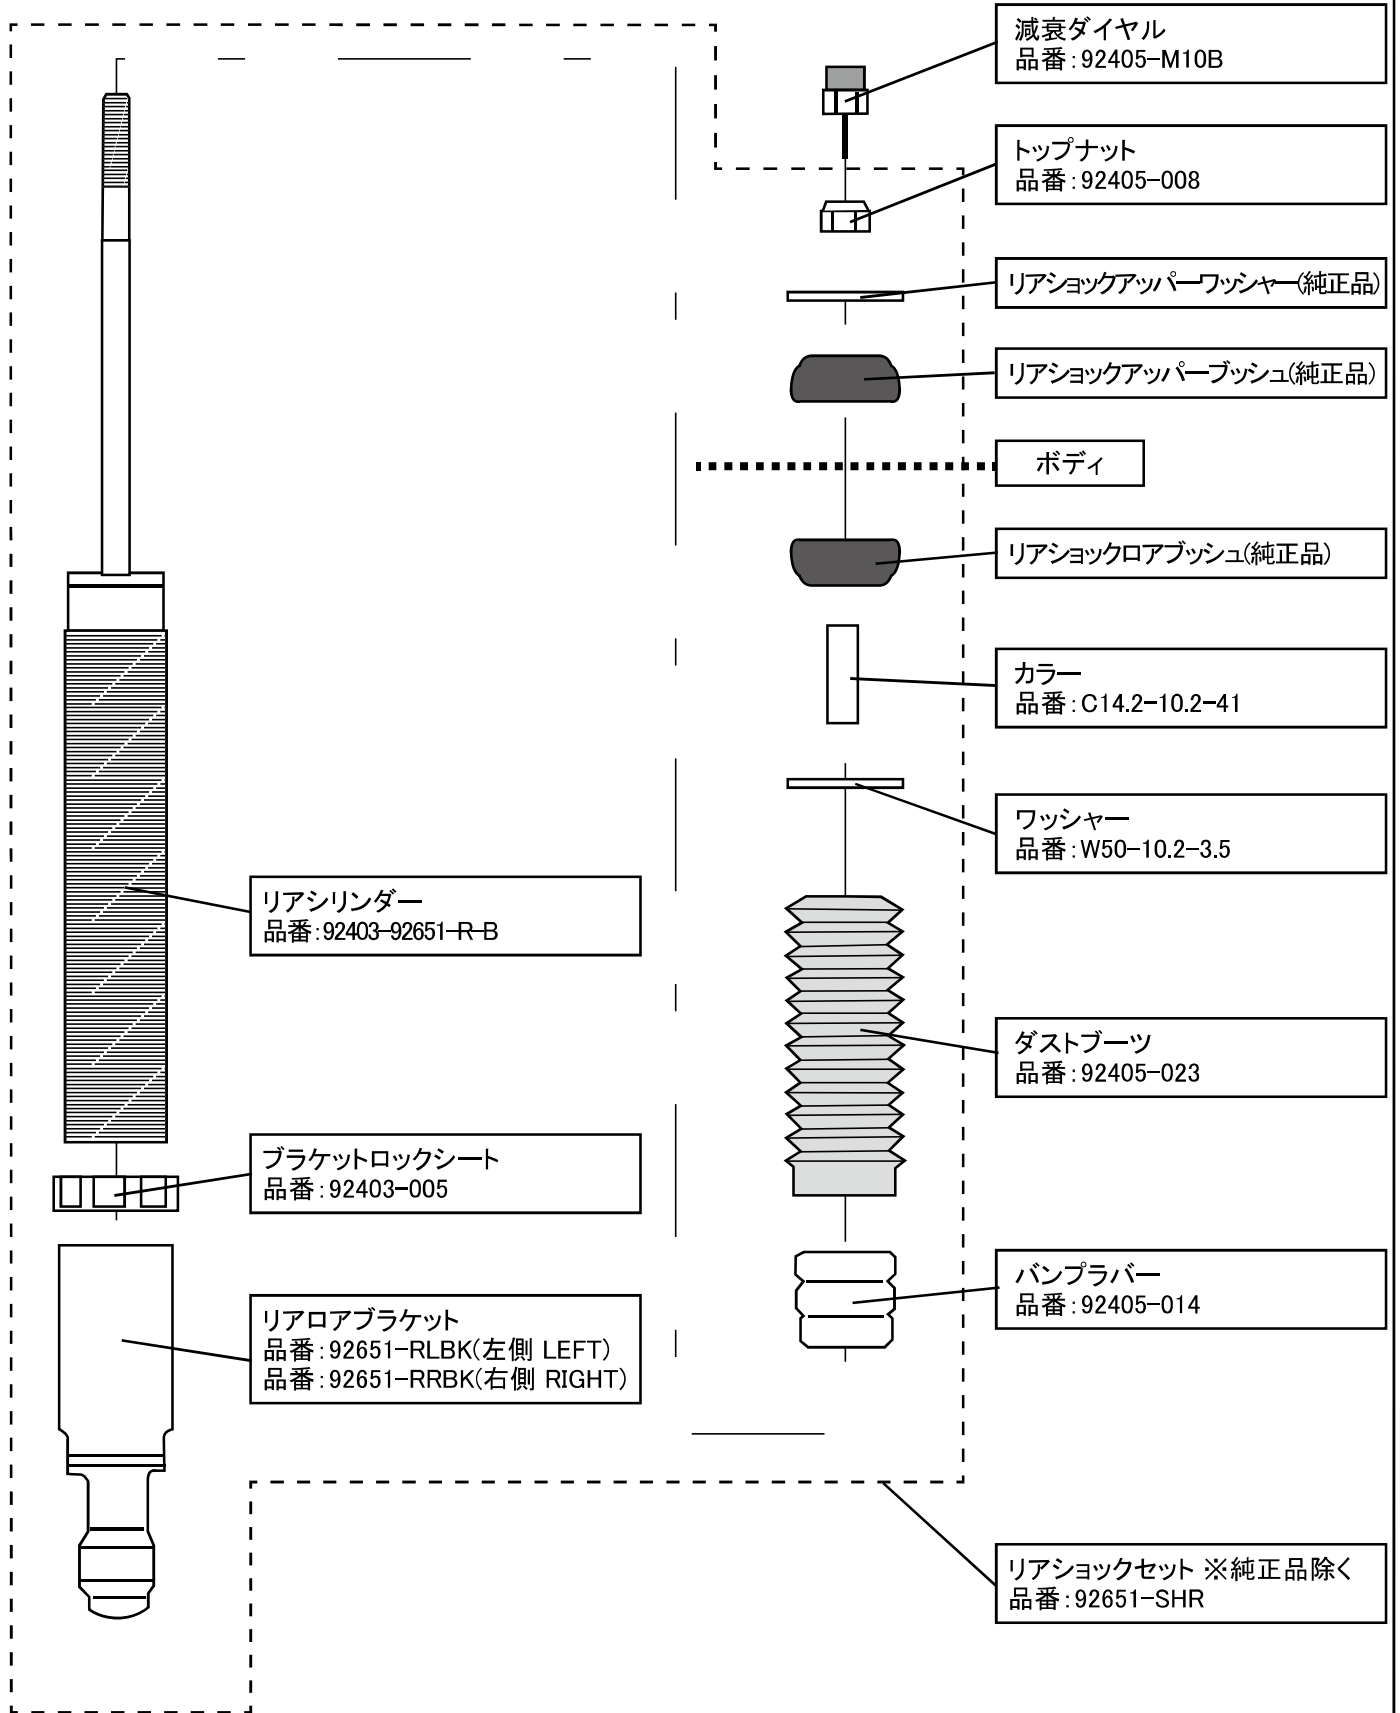 減衰ダイヤル
品番:92405-M10B
トップナット
品番:92405-008
リアショックアッパーワッシャー(純正品)
リアショックアッパーブッシュ(純正品)
ボディ
リアショックロアブッシュ(純正品)
カラー
品番:C14.2-10.2-41
ワッシャー
品番:W50-10.2-3.5
リアシリンダー
品番:92403-92651-R-B
ダストブーツ
品番:92405-023
ブラケットロックシート
品番:92403-005
バンプラバー
品番:92405-014
リアロアブラケット
品番:92651-RLBK(左側 LEFT)
品番:92651-RRBK(右側 RIGHT)
リアショックセット ※純正品除く
品番:92651-SHR